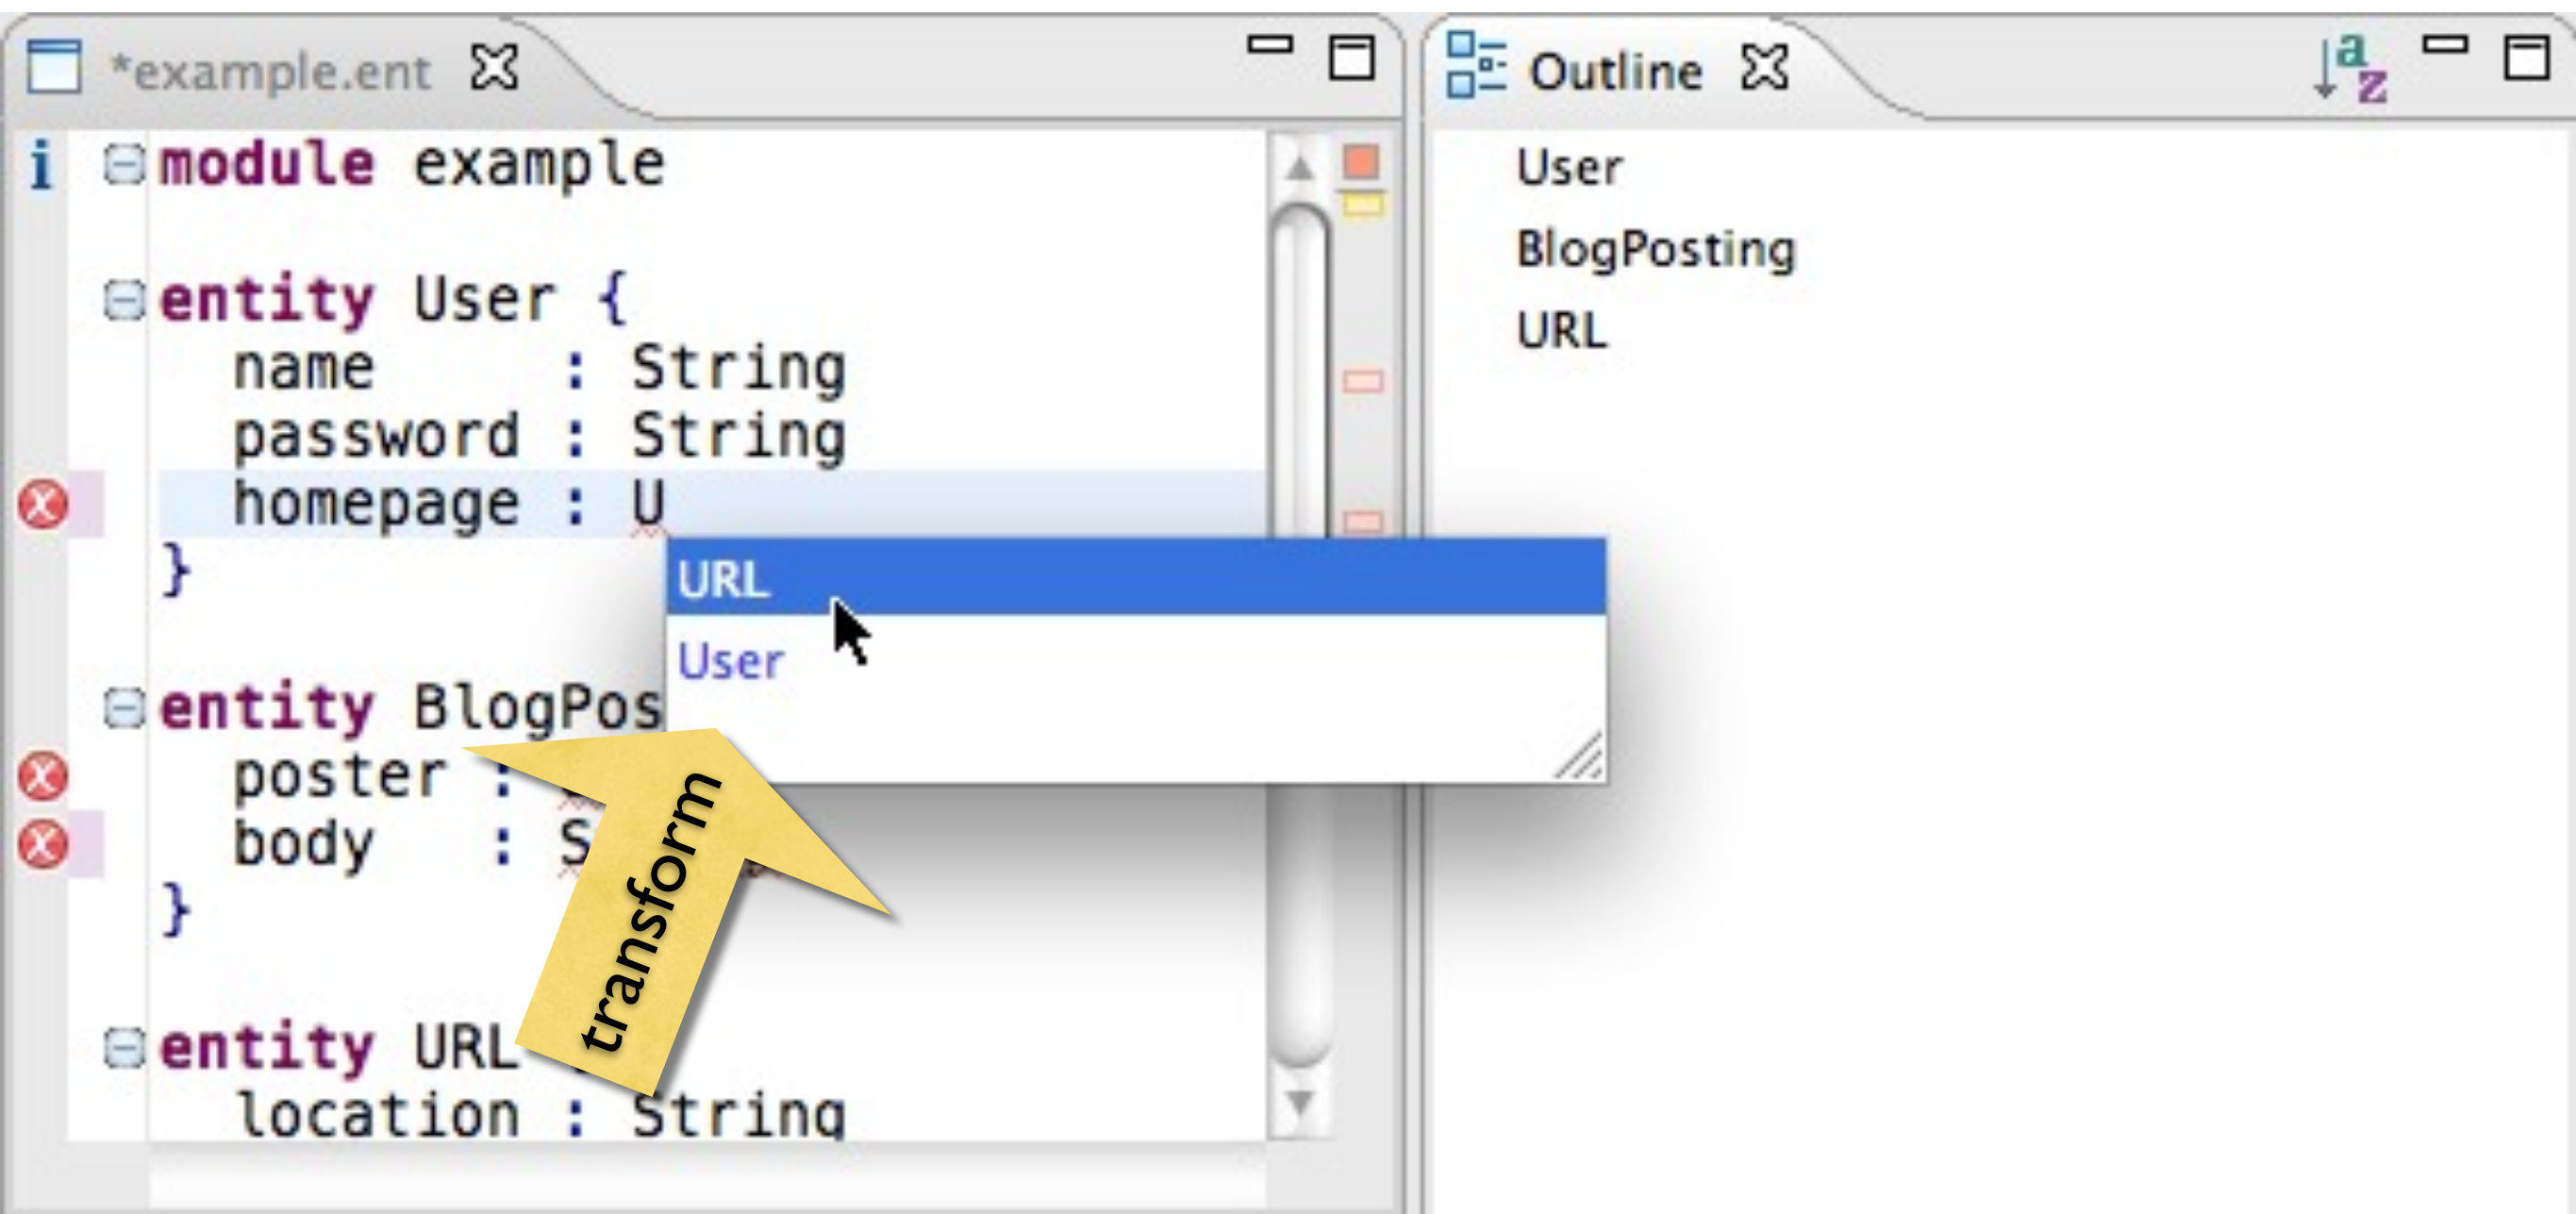 *example.ent
module example
entity User {
name : String
password : String
homepage : U
}
entity BlogPos
poster :
body : S
}
entity URL
location : String
URL
User
transform
Outline
a
z
User
BlogPosting
URL